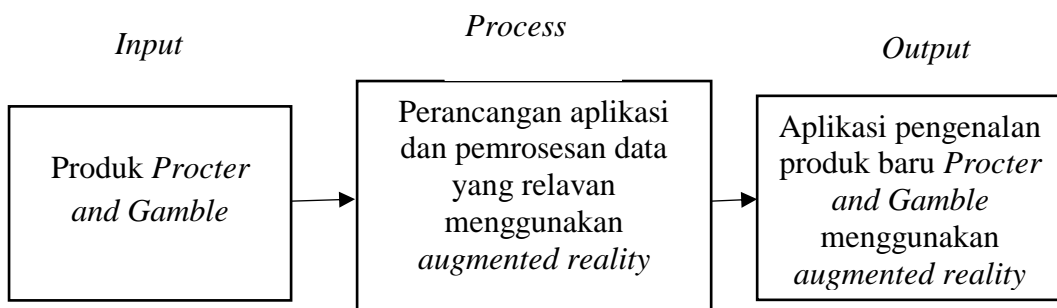 Input
Process
Output
Produk Procter
and Gamble
Perancangan aplikasi
dan pemrosesan data
yang relavan
menggunakan
augmented reality
Aplikasi pengenalan
produk baru Procter
and Gamble
menggunakan
augmented reality